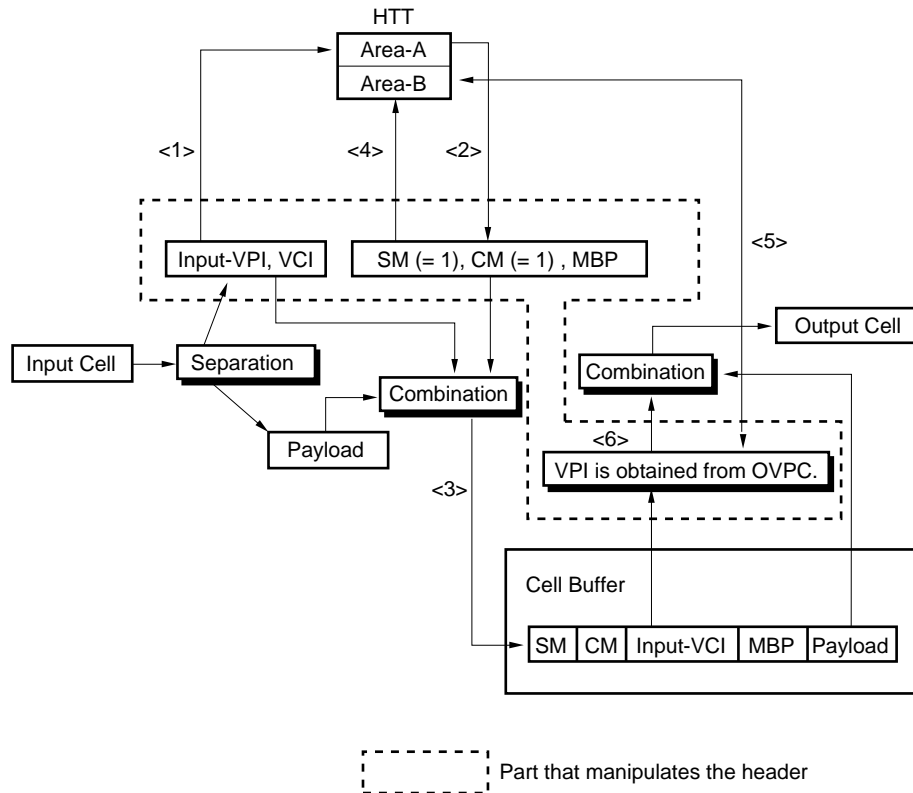 HTT
Area-A
Area-B
<1>
<4>
<2>
<5>
Input-VPI, VCI
SM (= 1), CM (= 1) , MBP
Output Cell
Input Cell
Separation
Combination
Combination
Payload
<6>
VPI is obtained from OVPC.
<3>
Cell Buffer
SM CM Input-VCI MBP Payload
Part that manipulates the header